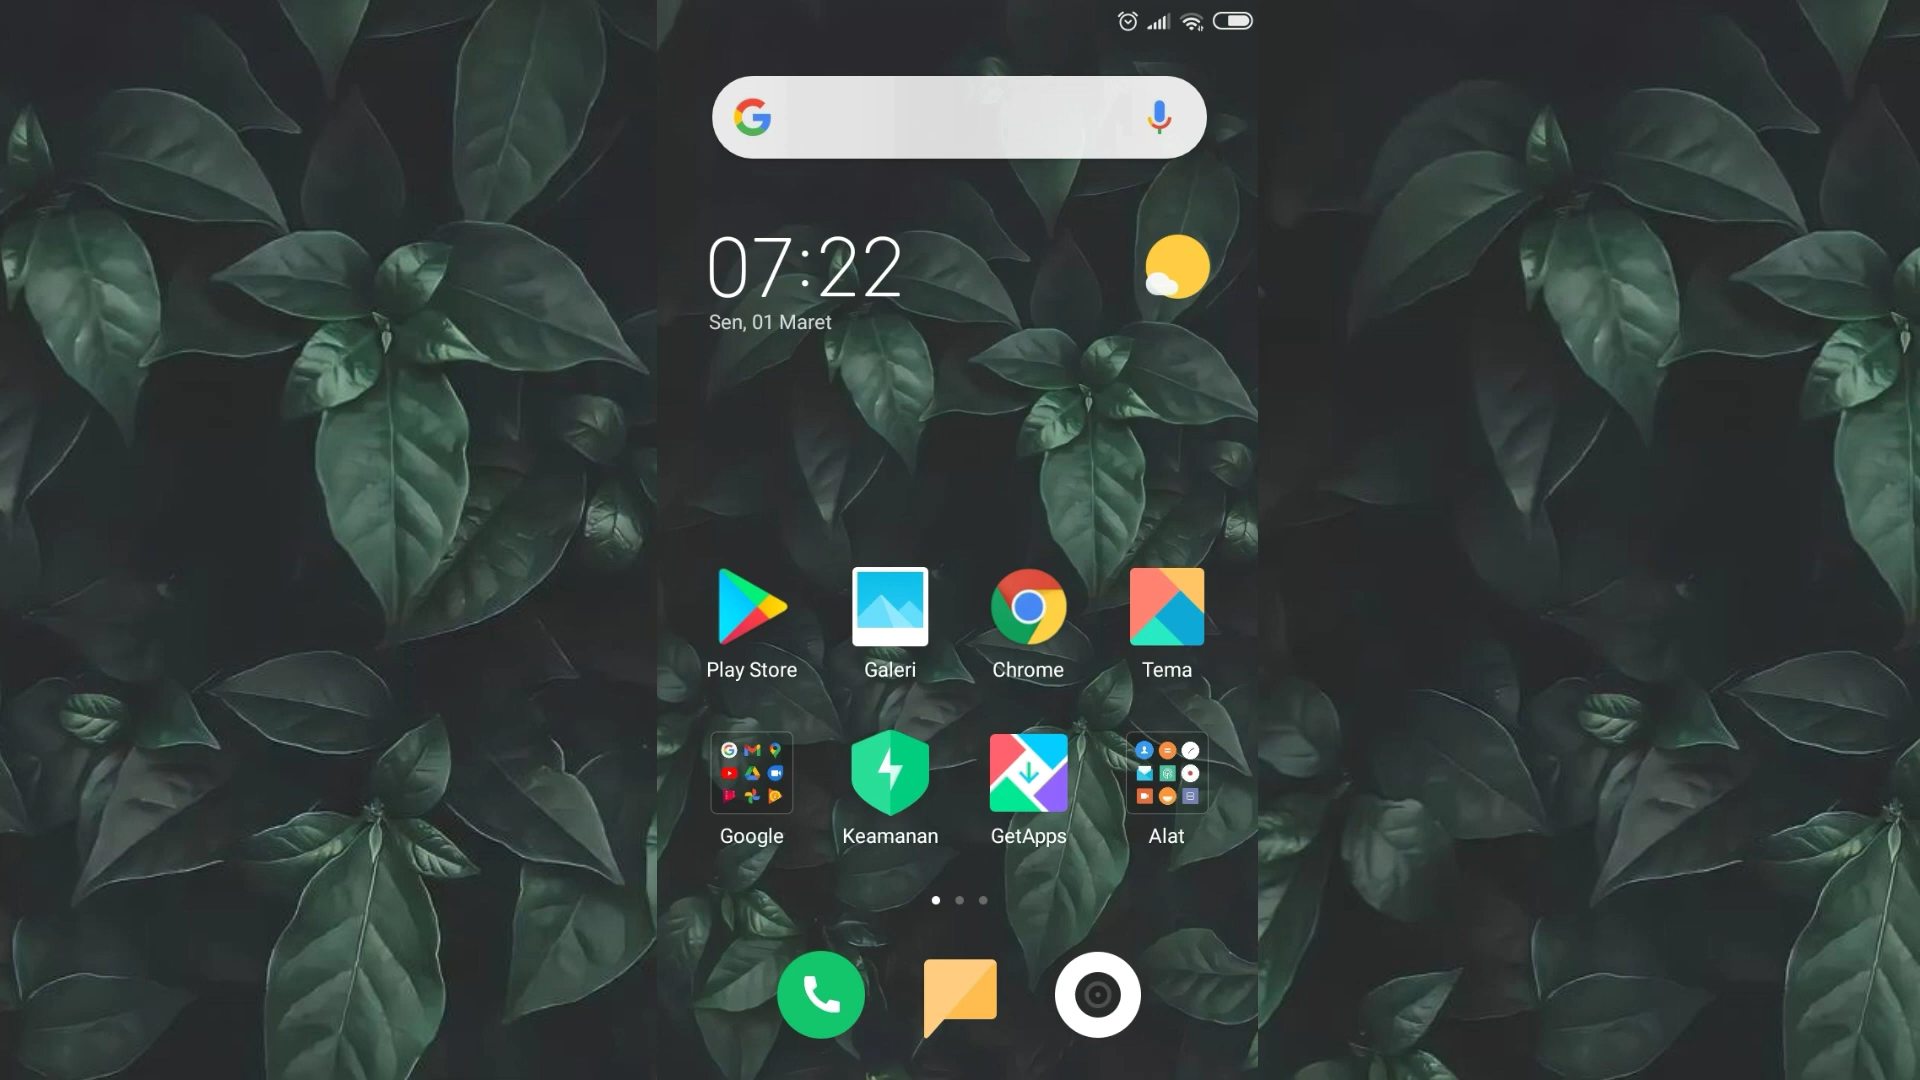 07:22
Sen, 01 Maret
Play Store
Galeri
Chrome
Tema
Google
Keamanan
GetApps
Alat